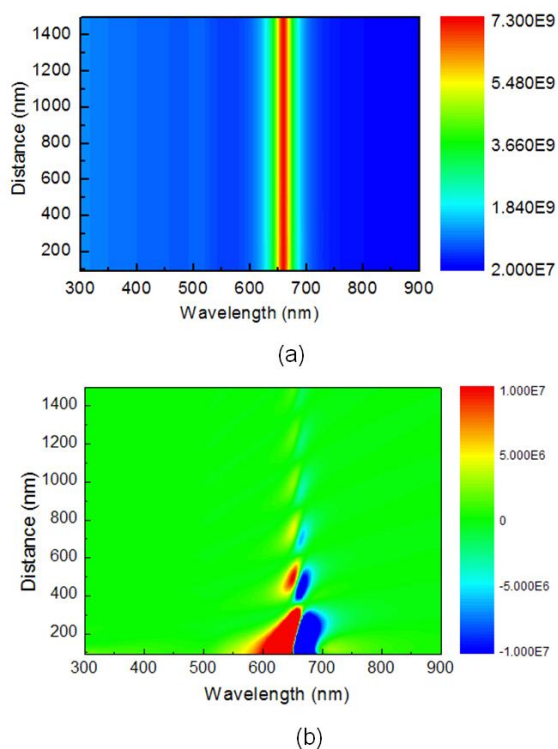 1400
1200
1000
800
600
400
200
Distance (nm)
300 400 500 600 700 800 900
Wavelength (nm)
7.300E9
5.480E9
3.660E9
1.840E9
2.000E7
(a)
1400
1200
1000
800
600
400
200
Distance (nm)
300 400 500 600 700 800 900
Wavelength (nm)
1.000E7
5.000E6
0
-5.000E6
-1.000E7
(b)